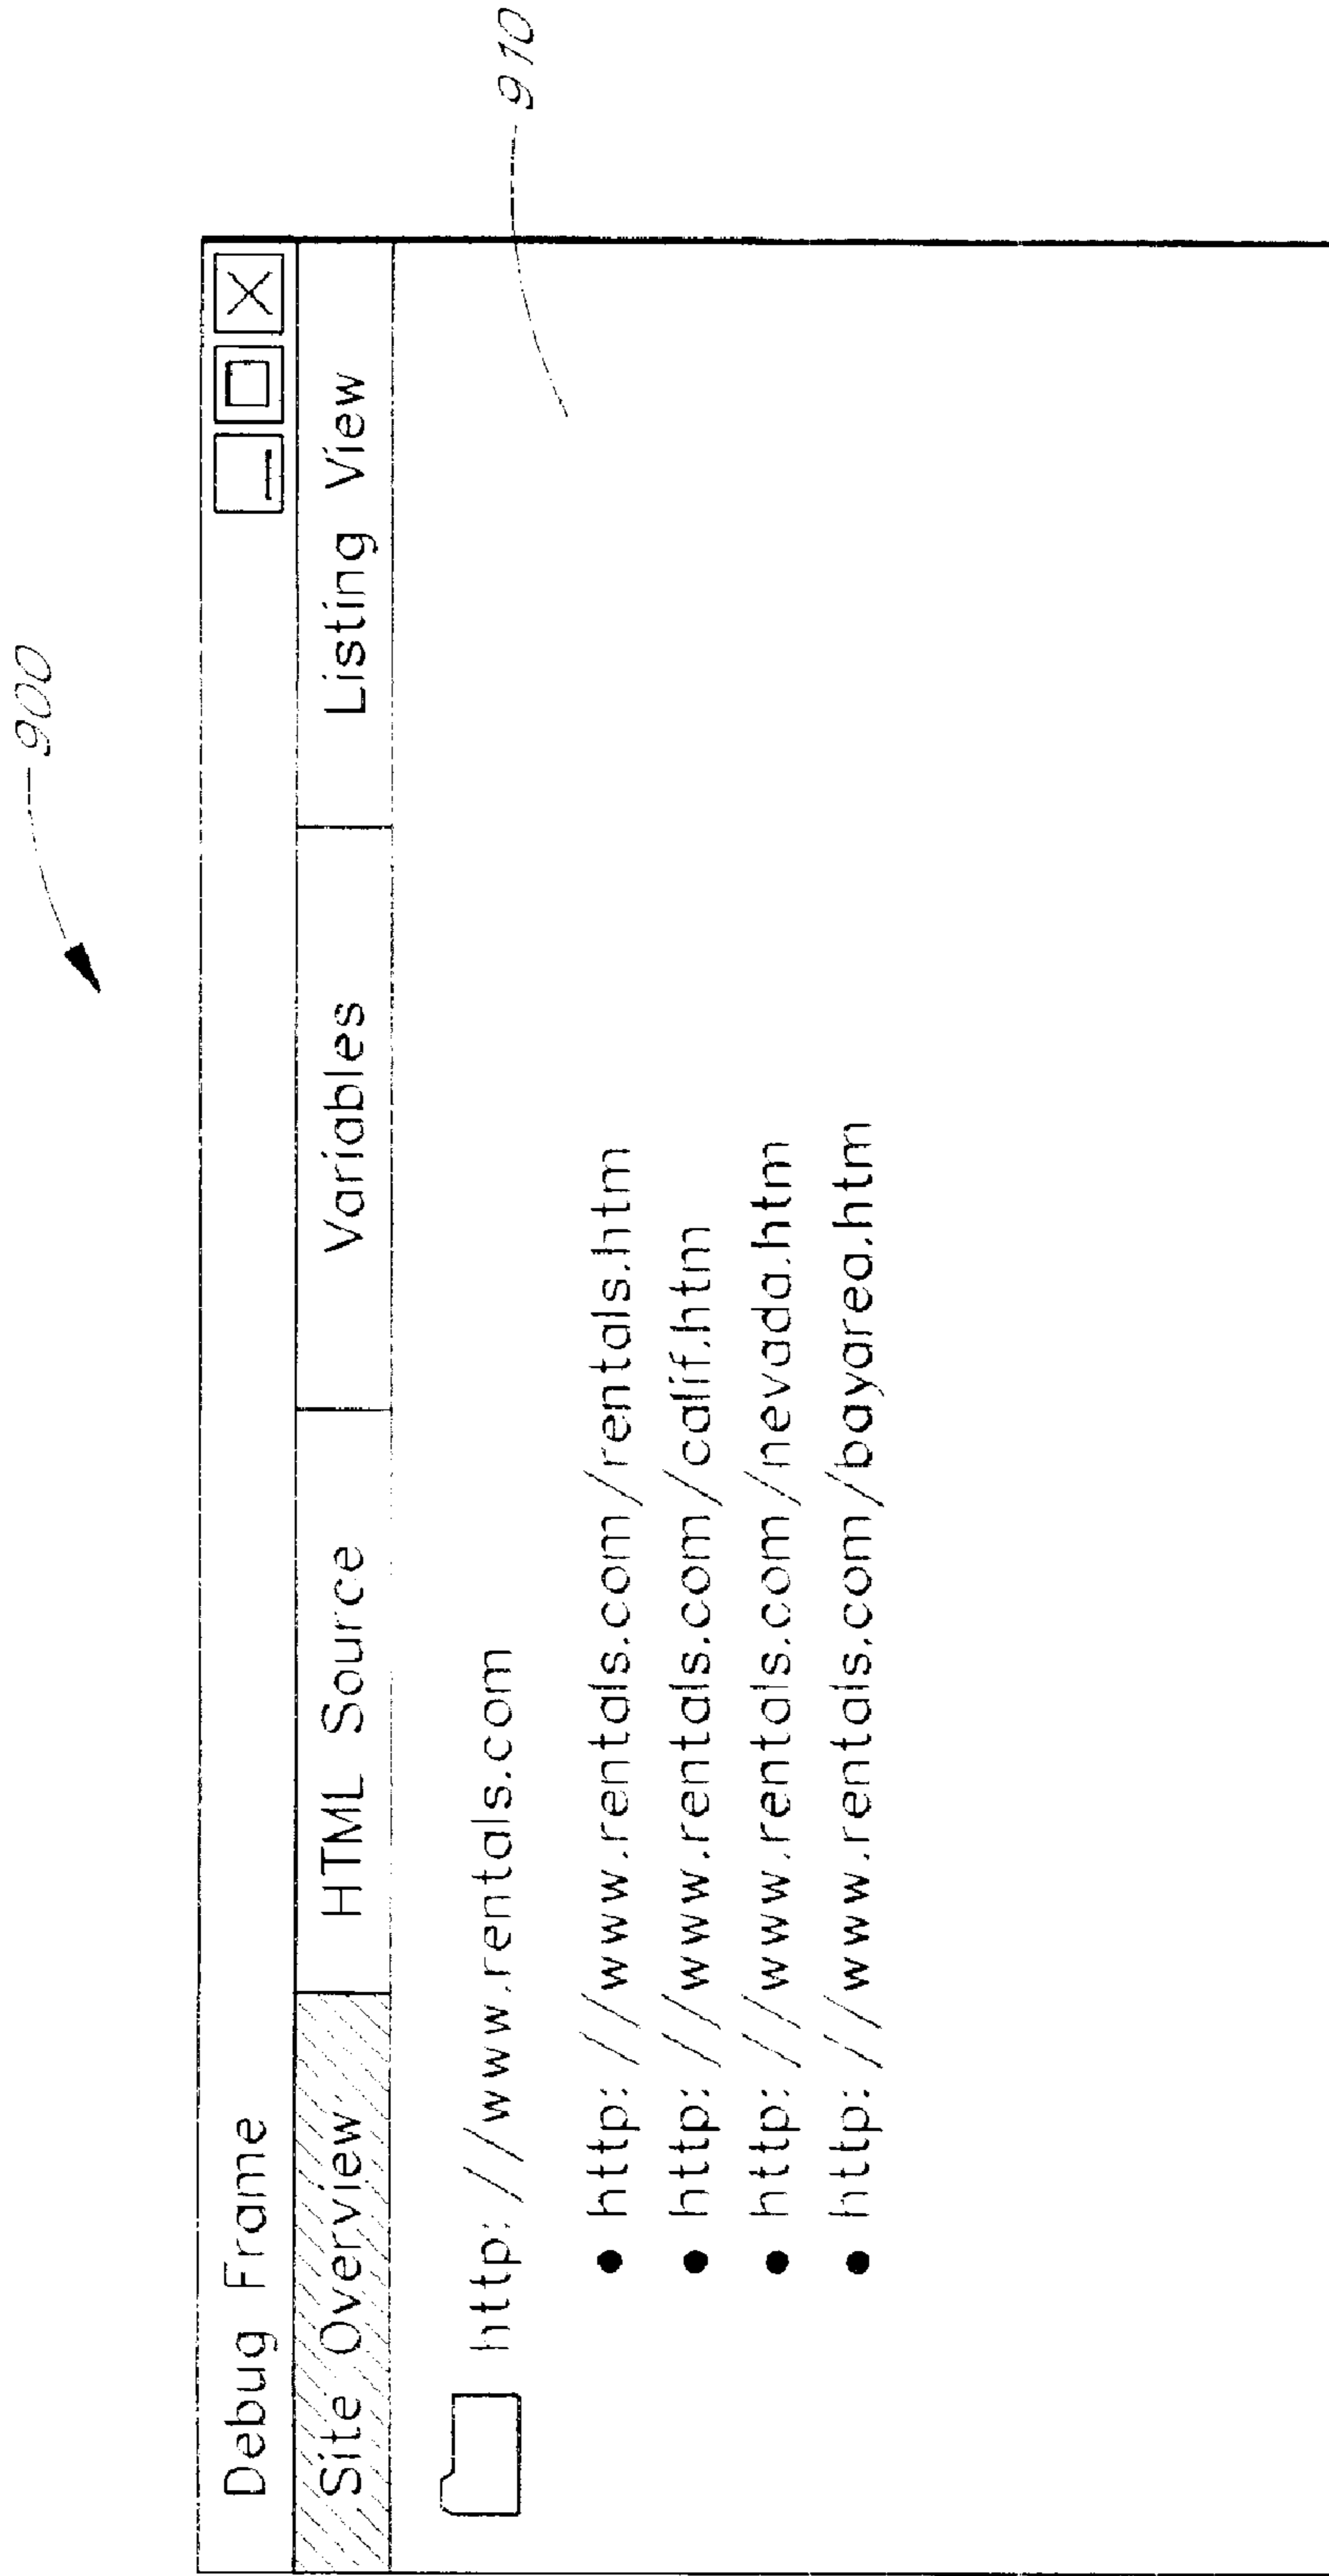 900
Debug Frame
Site Overview HTML Source Variables Listing View
910
http: //www.rentals.com
• http: //www.rentals.com/rentals.htm
• http: //www.rentals.com/calif.htm
• http: //www.rentals.com/nevada.htm
• http: //www.rentals.com/bayarea.htm